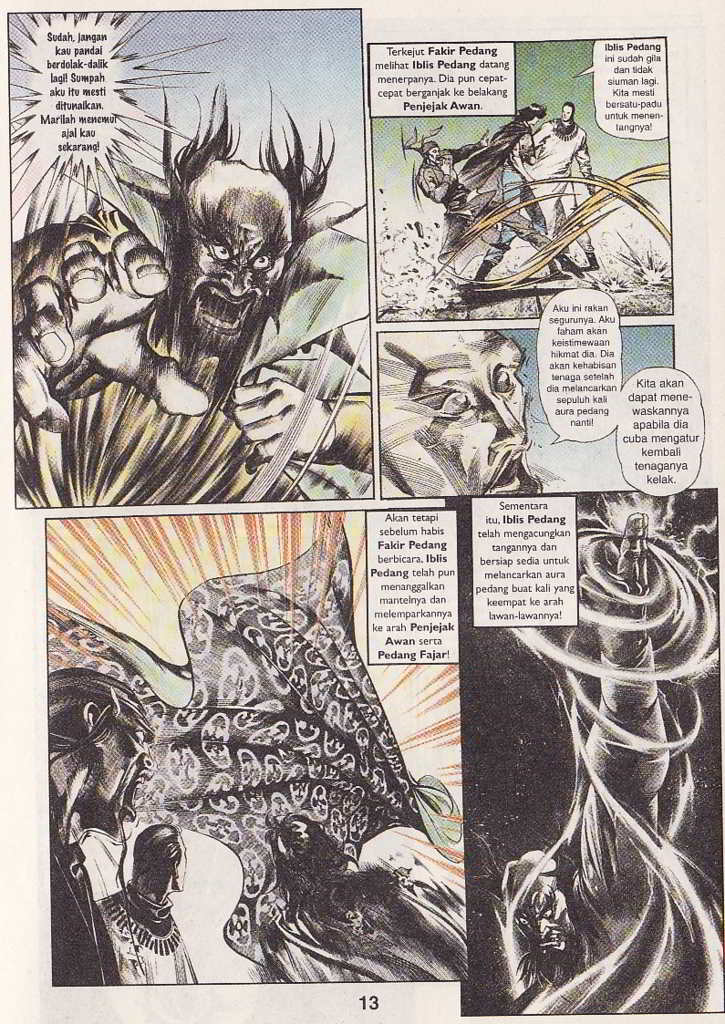 Sudah, jangan
kau pandai
berdolak-dalik
lagi! Sumpah
aku itu mesti
ditunaikan.
Marilah menemui
ajal kau
sekarang!
Terkejut Fakir Pedang
melihat Iblis Pedang datang
menerpanya. Dia pun cepat-
cepat berganjak ke belakang
Penjejak Awan.
Iblis Pedang
ini sudah gila
dan tidak
siuman lagi.
Kita mesti
bersatu-padu
untuk menen-
langnya!
Aku ini rakan
segurunya. Aku
faham akan
keistimewaan
hikmat dia. Dia
akan kehabisan
tenaga setelah
dia melancarkan
sepuluh kali
aura pedang
nanti!
Kita akan
dapat mene-
waskannya
apabila dia
cuba mengatur
kembali
tenaganya
kelak.
Akan tetapi
sebelum habis
Fakir Pedang
berbicara, Iblis
Pedang telah pun
menanggalkan
mantelnya dan
melemparkannya
ke arah Penjejak
Awan serta
Pedang Fajar!
Sementara
itu, Iblis Pedang
telah mengacungkan
tangannya dan
bersiap sedia untuk
melancarkan aura
pedang buat kali yang
keempat ke arah
lawan-lawannya!
13